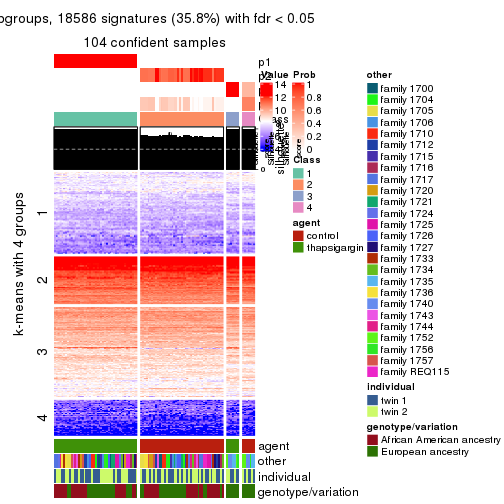 ogroups, 18586 signatures (35.8%) with fdr < 0.05
104 confident samples
p1
Value
14
12
10
0
Prob
1
0.8
0.6
0.4
0.2
0
Class
1
2
3
4
agent
control
thapsigargin
k-means with 4 groups
1
2
3
4
agent
other
individual
genotype/variation
other
family 1700
family 1704
family 1705
family 1706
family 1710
family 1712
family 1715
family 1716
family 1717
family 1720
family 1721
family 1724
family 1725
family 1726
family 1727
family 1733
family 1734
family 1735
family 1736
family 1740
family 1743
family 1744
family 1752
family 1756
family 1757
family REQ115
individual
twin 1
twin 2
genotype/variation
African American ancestry
European ancestry